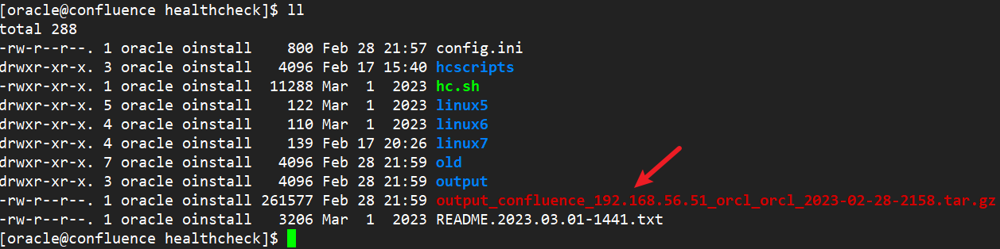 [oracle@confluence healthcheck]$ ll
total 288
-rw-r--r--. 1 oracle oinstall    800 Feb 28 21:57 config.ini
drwxr-xr-x. 3 oracle oinstall   4096 Feb 17 15:40 hcscripts
-rwxr-xr-x. 1 oracle oinstall  11288 Mar  1  2023 hc.sh
drwxr-xr-x. 5 oracle oinstall    122 Mar  1  2023 linux5
drwxr-xr-x. 4 oracle oinstall    110 Mar  1  2023 linux6
drwxr-xr-x. 4 oracle oinstall    139 Feb 17 20:26 linux7
drwxr-xr-x. 7 oracle oinstall   4096 Feb 28 21:59 old
drwxr-xr-x. 3 oracle oinstall   4096 Feb 28 21:59 output
-rw-r--r--. 1 oracle oinstall 261577 Feb 28 21:59 output_confluence_192.168.56.51_orcl_orcl_2023-02-28-2158.tar.gz
-rw-r--r--. 1 oracle oinstall   3206 Mar  1  2023 README.2023.03.01-1441.txt
[oracle@confluence healthcheck]$